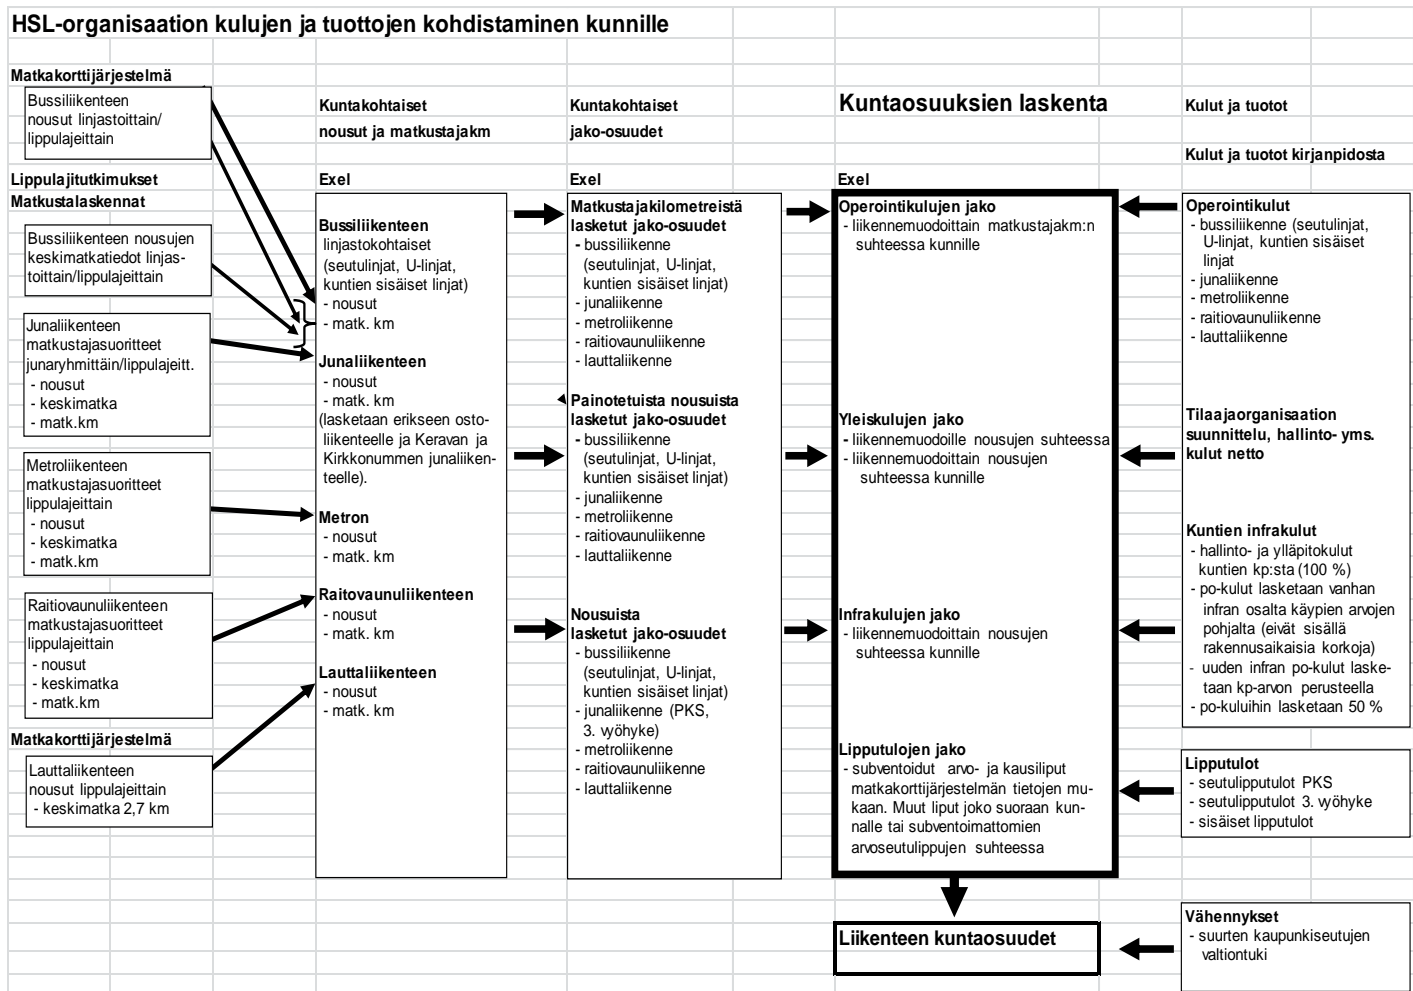 HSL-organisaation kulujen ja tuottojen kohdistaminen kunnille
Matkakorttijärjestelmä
Bussiliikenteen
nousut linjastoittain/
lippulajeittain
Lippulajitutkimukset
Matkustalaskennat
Bussiliikenteen nousujen
keskimatkatiedot linjas-
toittain/lippulajeittain
Junaliikenteen
matkustajasuoritteet
junaryhmittäin/lippulajeitt.
- nousut
- keskimatka
- matk.km
Metroliikenteen
matkustajasuoritteet
lippulajeittain
- nousut
- keskimatka
- matk.km
Raitiovaunuliikenteen
matkustajasuoritteet
lippulajeittain
- nousut
- keskimatka
- matk.km
Matkakorttijärjestelmä
Lauttaliikenteen
nousut lippulajeittain
- keskimatka 2,7 km
Kuntakohtaiset
nousut ja matkustajakm
Exel
Bussiliikenteen
linjastokohtaiset
(seutulinjat, U-linjat,
kuntien sisäiset linjat)
- nousut
- matk. km
Junaliikenteen
- nousut
- matk. km
(lasketaan erikseen osto-
liikenteelle ja Keravan ja
Kirkkonummen junaliiken-
teelle).
Metron
- nousut
- matk. km
Raitovaunuliikenteen
- nousut
- matk. km
Lauttaliikenteen
- nousut
- matk. km
Kuntakohtaiset
jako-osuudet
Exel
Matkustajakilometreistä
lasketut jako-osuudet
- bussiliikenne
(seutulinjat, U-linjat,
kuntien sisäiset linjat)
- junaliikenne
- metroliikenne
- raitiovaunuliikenne
- lauttaliikenne
Painotetuista nousuista
lasketut jako-osuudet
- bussiliikenne
(seutulinjat, U-linjat,
kuntien sisäiset linjat)
- junaliikenne
- metroliikenne
- raitiovaunuliikenne
- lauttaliikenne
Nousuista
lasketut jako-osuudet
- bussiliikenne
(seutulinjat, U-linjat,
kuntien sisäiset linjat)
- junaliikenne (PKS,
3. vyöhyke)
- metroliikenne
- raitiovaunuliikenne
- lauttaliikenne
Kuntaosuuksien laskenta
Exel
Operointikulujen jako
- liikennemuodoittain matkustajakm:n
suhteessa kunnille
Yleiskulujen jako
- liikennemuodoille nousujen suhteessa
- liikennemuodoittain nousujen
suhteessa kunnille
Infrakulujen jako
- liikennemuodoittain nousujen
suhteessa kunnille
Lipputulojen jako
- subventoidut arvo- ja kausiliput
matkakorttijärjestelmän tietojen mu-
kaan. Muut liput joko suoraan kun-
nalle tai subventoimattomien
arvoseutulippujen suhteessa
Liikenteen kuntaosuudet
Kulut ja tuotot
Kulut ja tuotot kirjanpidosta
Operointikulut
- bussiliikenne (seutulinjat,
U-linjat, kuntien sisäiset
linjat
- junaliikenne
- metroliikenne
- raitiovaunuliikenne
- lauttaliikenne
Tilaajaorganisaation
suunnittelu, hallinto- yms.
kulut netto
Kuntien infrakulut
- hallinto- ja ylläpitokulut
kuntien kp:sta (100 %)
- po-kulut lasketaan vanhan
infran osalta käypien arvojen
pohjalta (eivät sisällä
rakennusaikaisia korkoja)
- uuden infran po-kulut laske-
taan kp-arvon perusteella
- po-kuluihin lasketaan 50 %
Lipputulot
- seutulipputulot PKS
- seutulipputulot 3. vyöhyke
- sisäiset lipputulot
Vähennykset
- suurten kaupunkiseutujen
valtiontuki